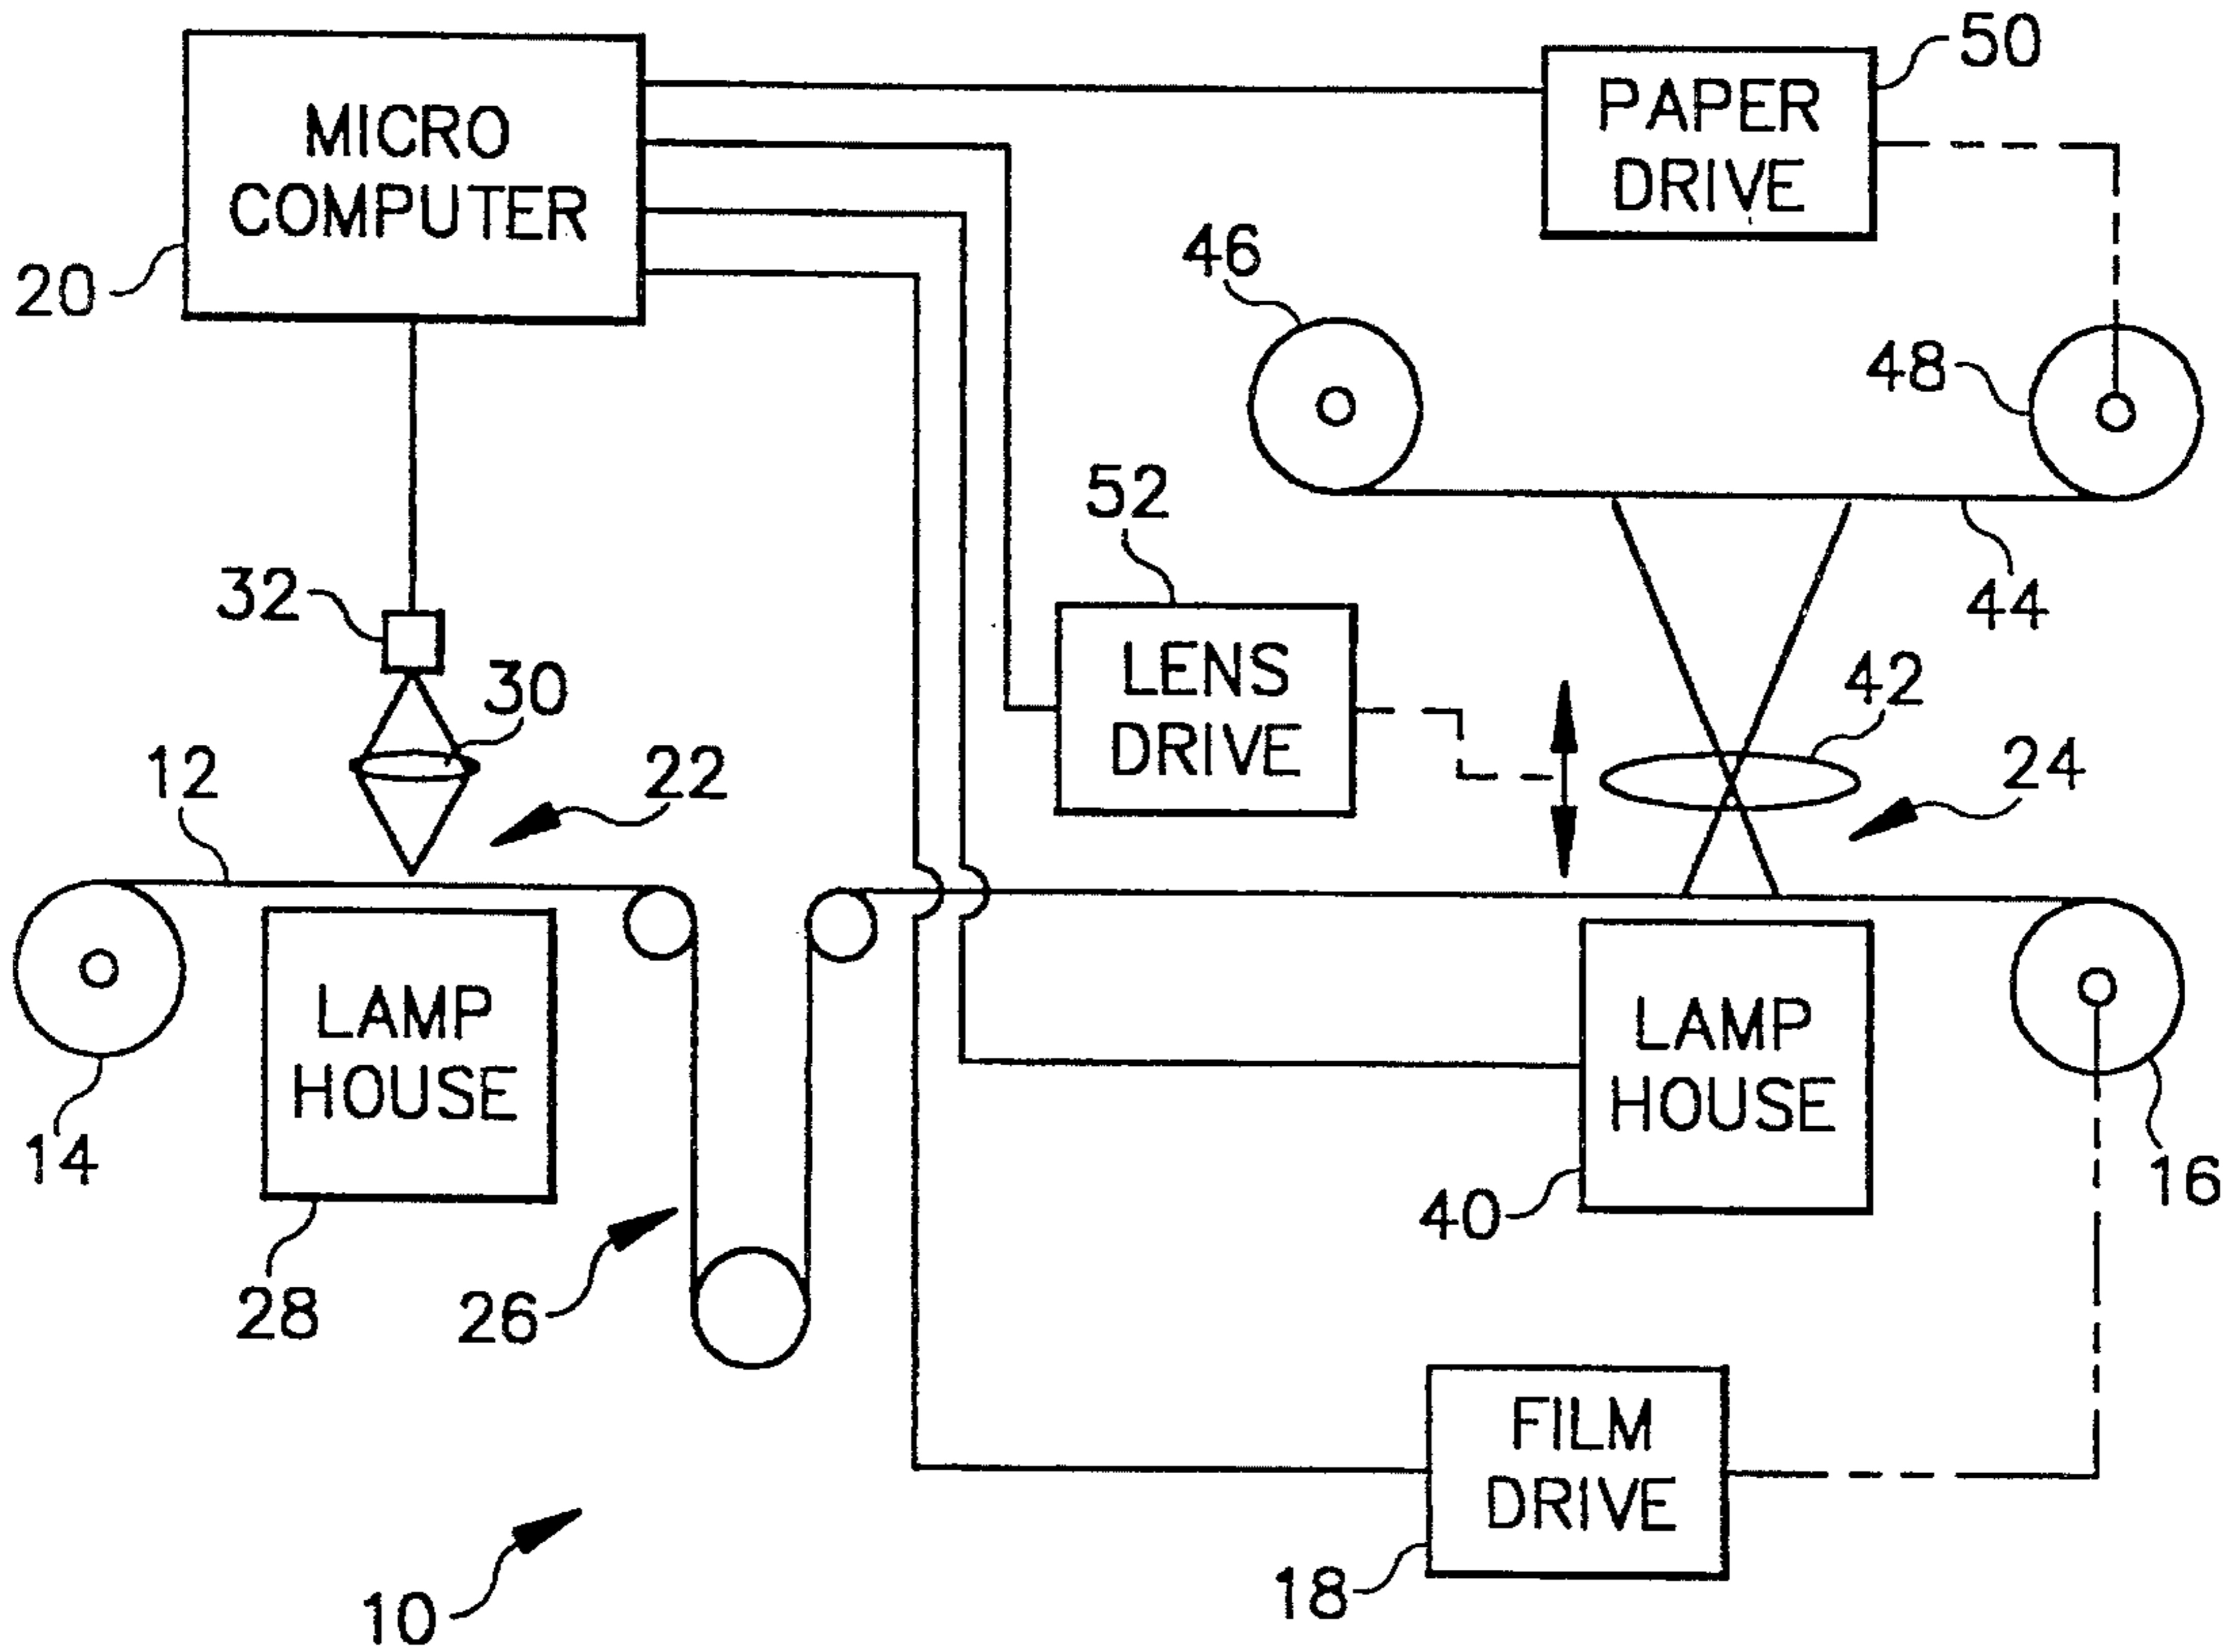 MICRO
COMPUTER
20
PAPER
DRIVE
50
46
48
52
44
32
30
LENS
DRIVE
42
12
22
24
LAMP
HOUSE
LAMP
HOUSE
14
16
40
28
26
FILM
DRIVE
18
10